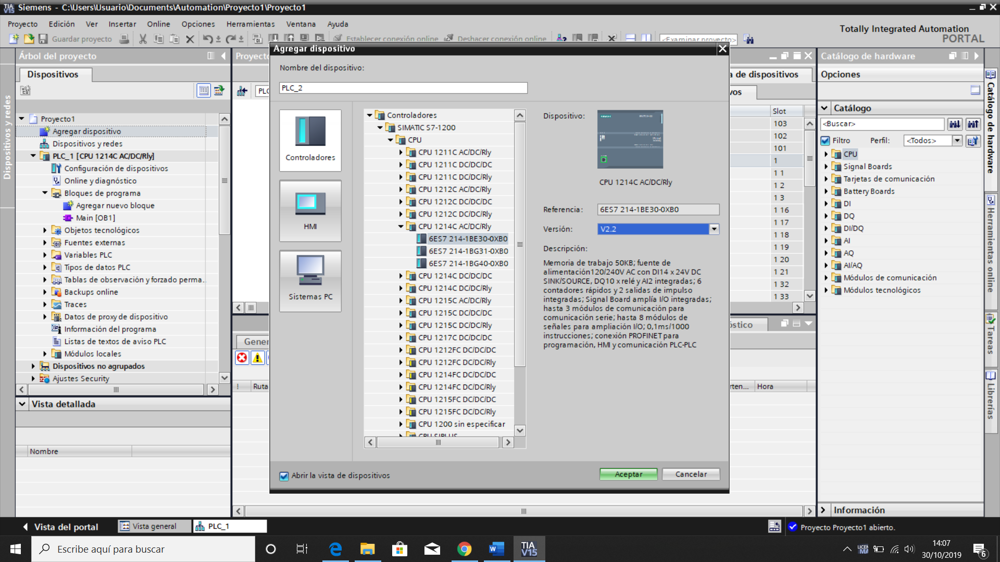 Siemens - C:\Users\Usuario\Documents\Automation\Proyecto1\Proyecto1
Proyecto Edición Ver Insertar Online Opciones Herramientas Ventana Ayuda
Totally Integrated Automation
PORTAL
Guardar proyecto
Establecer conexión online
Deshacer conexión online
<Examinar proyecto>
Árbol del proyecto
Dispositivos
Dispositivos y redes
Proyecto1
Agregar dispositivo
Dispositivos y redes
PLC_1 [CPU 1214C AC/DC/Rly]
Configuración de dispositivos
Online y diagnóstico
Bloques de programa
Agregar nuevo bloque
Main [OB1]
Objetos tecnológicos
Fuentes externas
Variables PLC
Tipos de datos PLC
Tablas de observación y forzado perma..
Backups online
Traces
Datos de proxy de dispositivo
Información del programa
Listas de textos de aviso PLC
Módulos locales
Dispositivos no agrupados
Ajustes Security
Vista detallada
Nombre
Proyecto
PLC
Gener
!
Ruta
Agregar dispositivo
Nombre del dispositivo:
PLC_2
Controladores
HMI
Sistemas PC
Controladores
SIMATIC S7-1200
CPU
CPU 1211C AC/DC/Rly
CPU 1211C DC/DC/DC
CPU 1211C DC/DC/Rly
CPU 1212C AC/DC/Rly
CPU 1212C DC/DC/DC
CPU 1212C DC/DC/Rly
CPU 1214C AC/DC/Rly
6ES7 214-1BE30-0XB0
6ES7 214-1BG31-0XB0
6ES7 214-1BG40-0XB0
CPU 1214C DC/DC/DC
CPU 1214C DC/DC/Rly
CPU 1215C AC/DC/Rly
CPU 1215C DC/DC/DC
CPU 1215C DC/DC/Rly
CPU 1217C DC/DC/DC
CPU 1212FC DC/DC/DC
CPU 1212FC DC/DC/Rly
CPU 1214FC DC/DC/DC
CPU 1214FC DC/DC/Rly
CPU 1215FC DC/DC/DC
CPU 1215FC DC/DC/Rly
CPU 1200 sin especificar
CPU SIPLUS
Dispositivo:
CPU 1214C AC/DC/Rly
Referencia:
6ES7 214-1BE30-0XB0
Versión:
V2.2
Descripción:
Memoria de trabajo 50KB; fuente de
alimentación120/240V AC con DI14 x 24V DC
SINK/SOURCE, DQ10 x relé y AI2 integradas; 6
contadores rápidos y 2 salidas de impulso
integradas; Signal Board amplía I/O integradas;
hasta 3 módulos de comunicación para
comunicación serie; hasta 8 módulos de
señales para ampliación I/O; 0,1ms/1000
instrucciones; conexión PROFINET para
programación, HMI y comunicación PLC-PLC
Abrir la vista de dispositivos
Aceptar
Cancelar
a de dispositivos
vos
Slot
103
102
101
1
1 1
1 2
1 3
1 16
1 17
1 18
1 19
1 20
1 21
1 32
1 33
óstico
rten...
Hora
Catálogo de hardware
Opciones
Catálogo
<Buscar>
Filtro
Perfil:
<Todos>
CPU
Signal Boards
Tarjetas de comunicación
Battery Boards
DI
DQ
DI/DQ
AI
AQ
AI/AQ
Módulos de comunicación
Módulos tecnológicos
Información
Catálogo de hardware
Herramientas online
Tareas
Librerías
Vista del portal
Vista general
PLC_1
Proyecto Proyecto1 abierto.
Escribe aquí para buscar
TIA
V15
14:07
30/10/2019
6